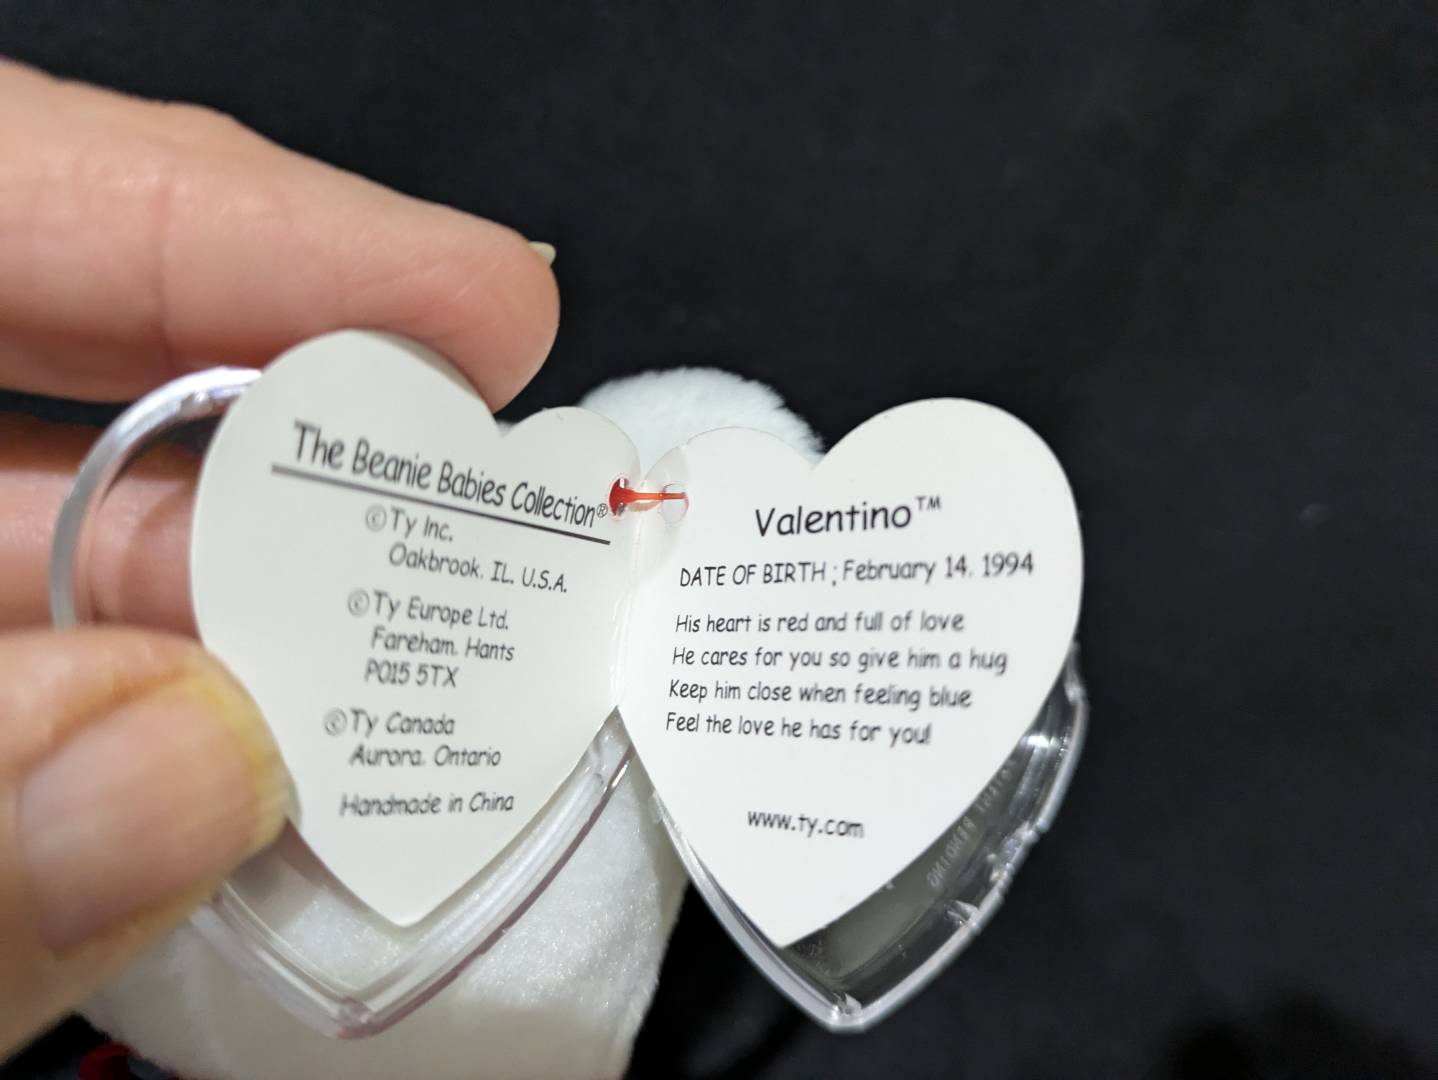 The Beanie Babies Collection®
©Ty Inc.
Oakbrook, IL. U.S.A.
©Ty Europe Ltd.
Fareham, Hants
PO15 5TX
©Ty Canada
Aurora, Ontario
Handmade in China
Valentino™
DATE OF BIRTH ; February 14, 1994
His heart is red and full of love
He cares for you so give him a hug
Keep him close when feeling blue
Feel the love he has for you!
www.ty.com